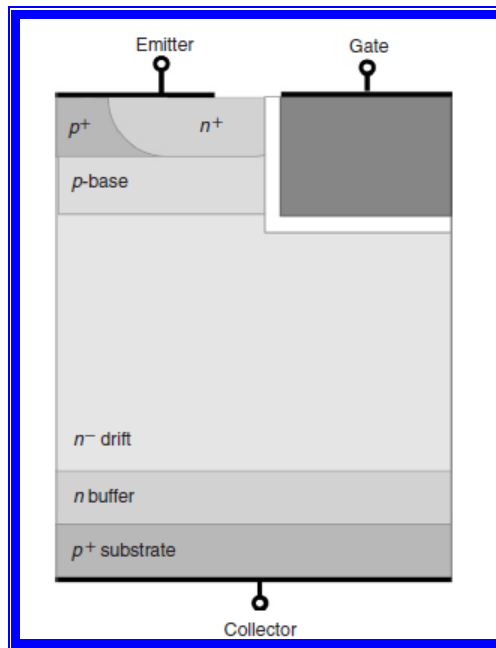 Emitter
Gate
p+
n+
p-base
n− drift
n buffer
p+ substrate
Collector